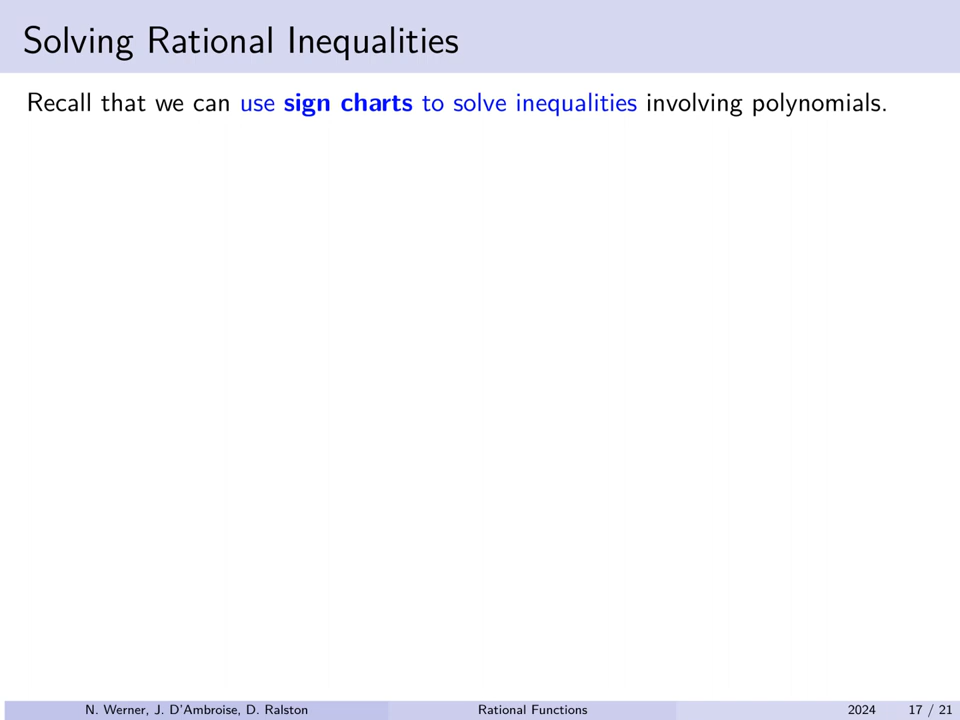 Solving Rational Inequalities
Recall that we can use sign charts to solve inequalities involving polynomials.
N. Werner, J. D'Ambroise, D. Ralston
Rational Functions
2024
17 / 21